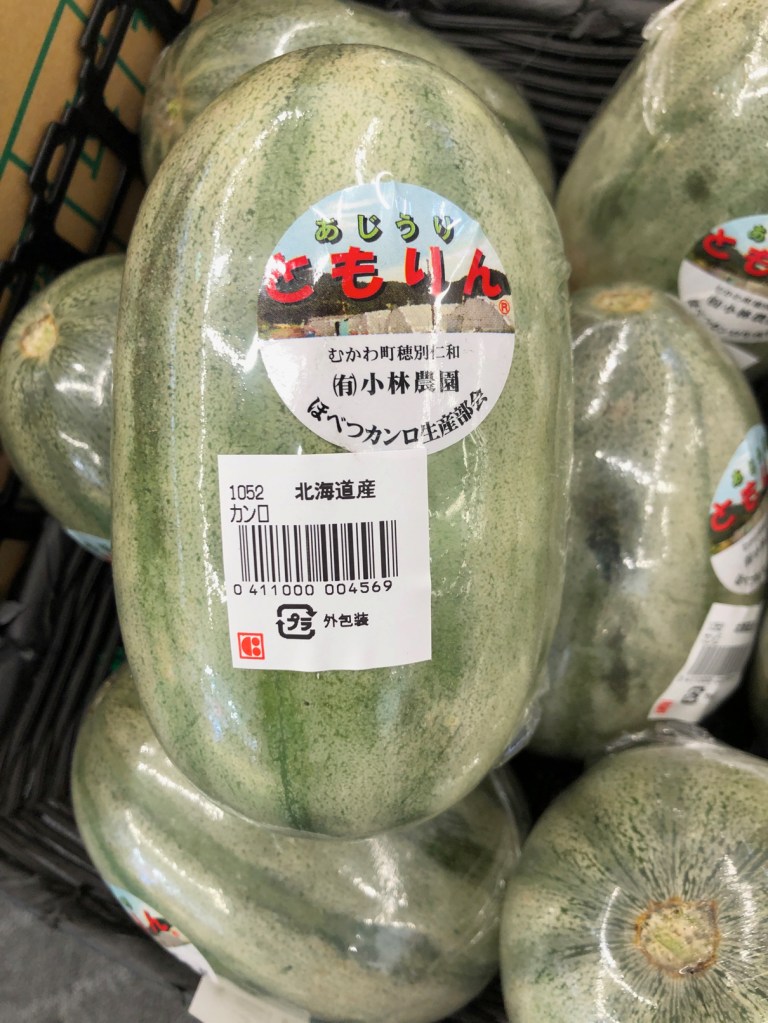 あじうり
ともりん®
むかわ町穂別仁和
(有)小林農園
ほべつカンロ生産部会
1052 北海道産
カンロ
0 411000 004569
プラ 外包装